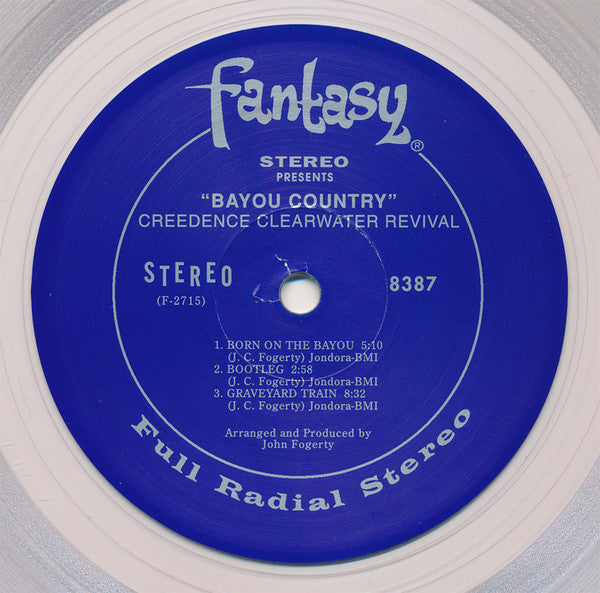 fantasy®
STEREO
PRESENTS
“BAYOU COUNTRY”
CREEDENCE CLEARWATER REVIVAL
STEREO
(F-2715)
8387
1. BORN ON THE BAYOU 5:10
(J. C. Fogerty) Jondora-BMI
2. BOOTLEG 2:58
(J. C. Fogerty) Jondora-BMI
3. GRAVEYARD TRAIN 8:32
(J. C. Fogerty) Jondora-BMI
Arranged and Produced by
John Fogerty
Full Radial Stereo